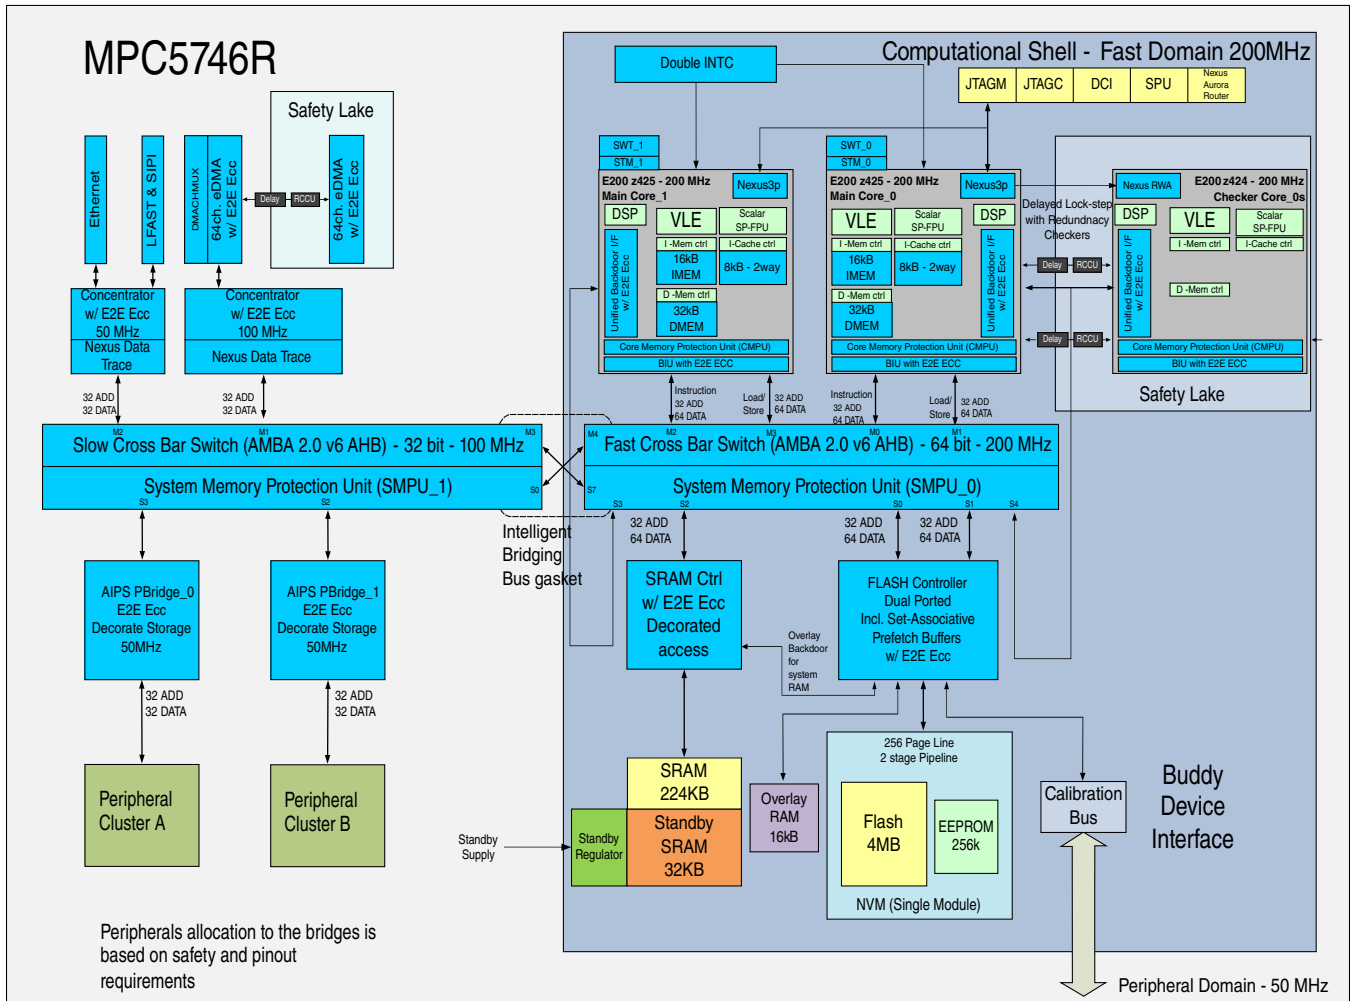 MPC5746R
Computational Shell - Fast Domain 200MHz
Double INTC
JTAGM
JTAGC
DCI
SPU
Nexus
Aurora
Router
Safety Lake
Ethernet
LFAST & SIPI
DMACHMUX
64ch. eDMA
w/ E2E Ecc
Delay
RCCU
64ch. eDMA
w/ E2E Ecc
Concentrator
w/ E2E Ecc
50 MHz
Nexus Data
Trace
Concentrator
w/ E2E Ecc
100 MHz
Nexus Data Trace
32 ADD
32 DATA
32 ADD
32 DATA
SWT_1
STM_1
E200 z425 - 200 MHz
Main Core_1
Nexus3p
DSP
VLE
Scalar
SP-FPU
I -Mem ctrl
I-Cache ctrl
16kB
IMEM
8kB - 2way
D -Mem ctrl
32kB
DMEM
Unified Backdoor I/F
w/ E2E Ecc
Core Memory Protection Unit (CMPU)
BIU with E2E ECC
SWT_0
STM_0
E200 z425 - 200 MHz
Main Core_0
Nexus3p
VLE
Scalar
SP-FPU
DSP
I -Mem ctrl
I-Cache ctrl
16kB
IMEM
8kB - 2way
D -Mem ctrl
32kB
DMEM
Unified Backdoor I/F
w/ E2E Ecc
Core Memory Protection Unit (CMPU)
BIU with E2E ECC
Delayed Lock-step
with Redundnacy
Checkers
Delay
RCCU
Delay
RCCU
Nexus RWA
E200 z424 - 200 MHz
Checker Core_0s
DSP
VLE
Scalar
SP-FPU
I -Mem ctrl
I-Cache ctrl
D -Mem ctrl
Unified Backdoor I/F
w/ E2E Ecc
Core Memory Protection Unit (CMPU)
BIU with E2E ECC
Safety Lake
Instruction
32 ADD
64 DATA
Load/
Store
32 ADD
64 DATA
Instruction
32 ADD
64 DATA
Load/
Store
32 ADD
64 DATA
M2
M1
M3
Slow Cross Bar Switch (AMBA 2.0 v6 AHB) - 32 bit - 100 MHz
System Memory Protection Unit (SMPU_1)
S0
S3
S2
M4
M2
M3
M0
M1
Fast Cross Bar Switch (AMBA 2.0 v6 AHB) - 64 bit - 200 MHz
S7
System Memory Protection Unit (SMPU_0)
S3
S2
S0
S1
S4
Intelligent
Bridging
Bus gasket
32 ADD
64 DATA
32 ADD
64 DATA
32 ADD
64 DATA
AIPS PBridge_0
E2E Ecc
Decorate Storage
50MHz
AIPS PBridge_1
E2E Ecc
Decorate Storage
50MHz
SRAM Ctrl
w/ E2E Ecc
Decorated
access
Overlay
Backdoor
for
system
RAM
FLASH Controller
Dual Ported
Incl. Set-Associative
Prefetch Buffers
w/ E2E Ecc
32 ADD
32 DATA
32 ADD
32 DATA
Peripheral
Cluster A
Peripheral
Cluster B
Standby
Supply
Standby
Regulator
SRAM
224KB
Standby
SRAM
32KB
Overlay
RAM
16kB
256 Page Line
2 stage Pipeline
Flash
4MB
EEPROM
256k
NVM (Single Module)
Calibration
Bus
Buddy
Device
Interface
Peripherals allocation to the bridges is
based on safety and pinout
requirements
Peripheral Domain - 50 MHz